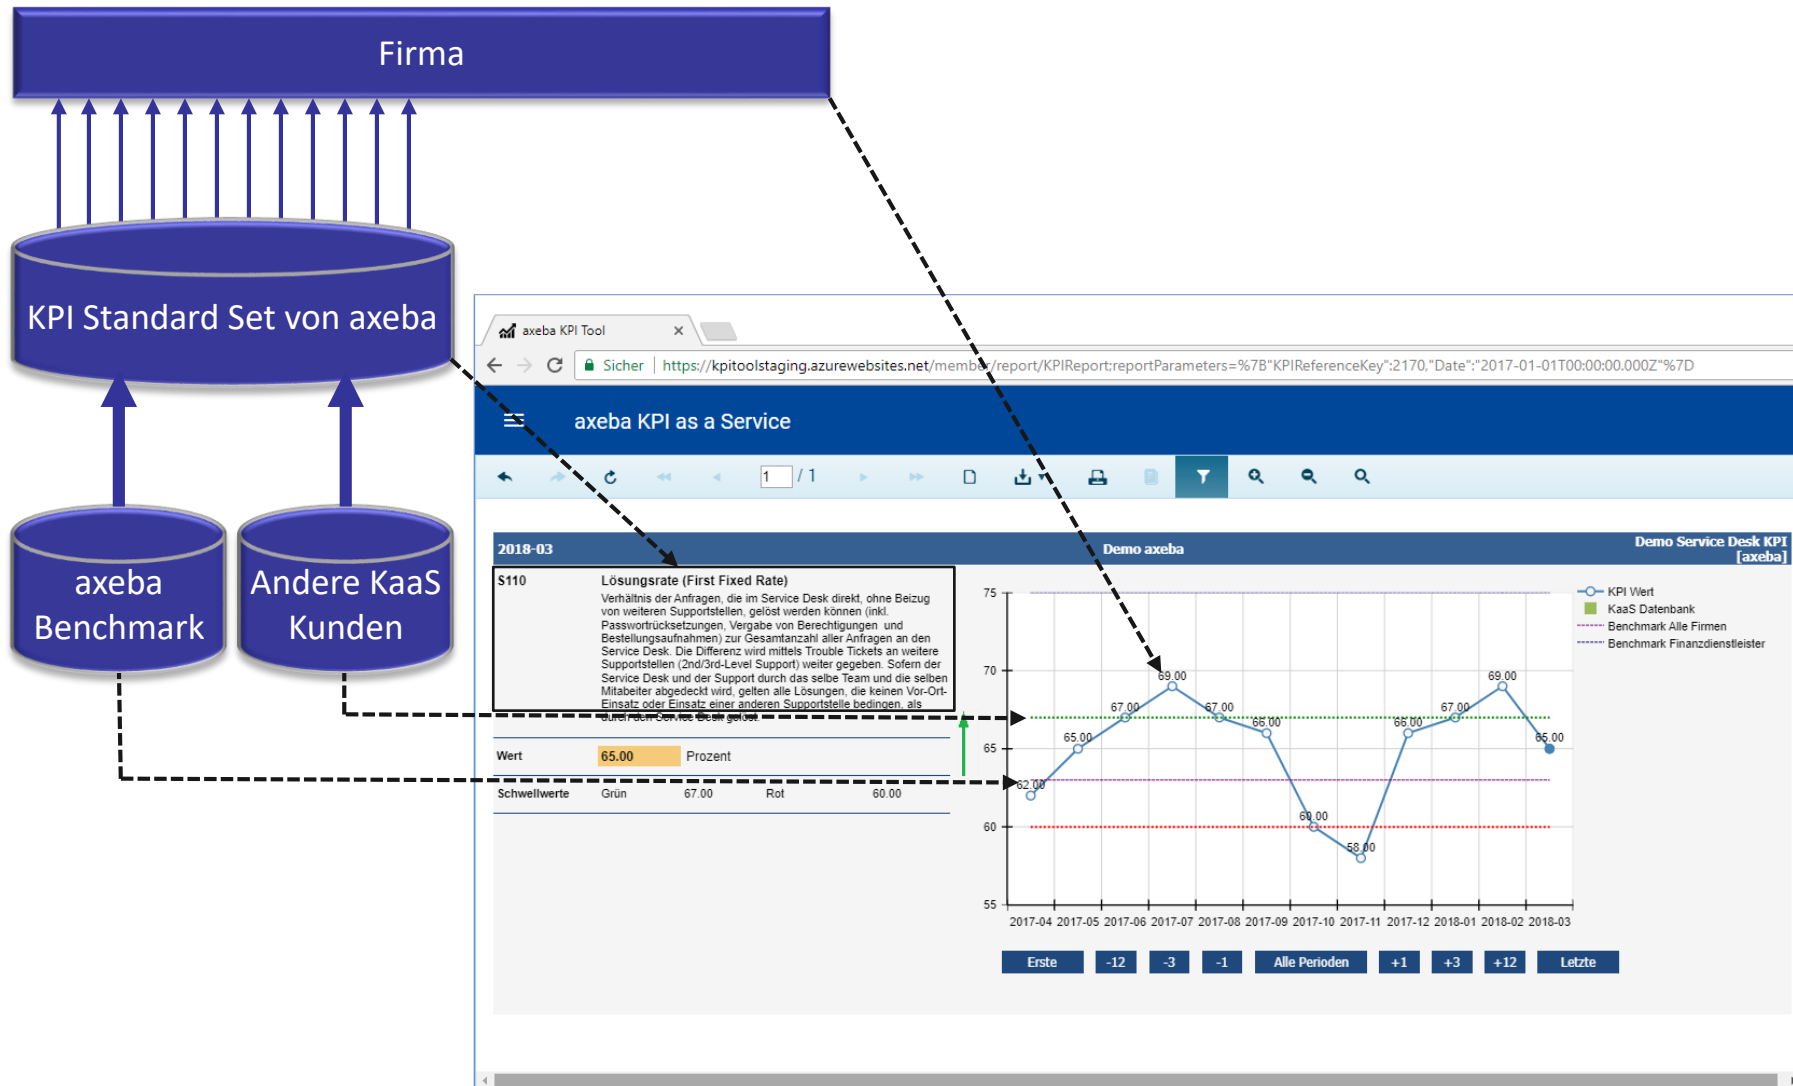 Firma
KPI Standard Set von axeba
axeba
Benchmark
Andere KaaS
Kunden
axeba KPI Tool
Sicher | https://kpitoolstaging.azurewebsites.net/member/report/KPIReport;reportParameters=%7B"KPIReferenceKey":2170,"Date":"2017-01-01T00:00:00.000Z"%7D
axeba KPI as a Service
1 / 1
2018-03 Demo axeba Demo Service Desk KPI
[axeba]
S110 Lösungsrate (First Fixed Rate)
Verhältnis der Anfragen, die im Service Desk direkt, ohne Beizug
von weiteren Supportstellen, gelöst werden können (inkl.
Passwortrücksetzungen, Vergabe von Berechtigungen und
Bestellungsaufnahmen) zur Gesamtanzahl aller Anfragen an den
Service Desk. Die Differenz wird mittels Trouble Tickets an weitere
Supportstellen (2nd/3rd-Level Support) weiter gegeben. Sofern der
Service Desk und der Support durch das selbe Team und die selben
Mitabeiter abgedeckt wird, gelten alle Lösungen, die keinen Vor-Ort-
Einsatz oder Einsatz einer anderen Supportstelle bedingen, als
durch den Service Desk gelöst.
Wert 65.00 Prozent
Schwellwerte Grün 67.00 Rot 60.00
75
70
65
60
55
62.00
65.00
67.00
69.00
67.00
66.00
60.00
58.00
66.00
67.00
69.00
65.00
2017-04 2017-05 2017-06 2017-07 2017-08 2017-09 2017-10 2017-11 2017-12 2018-01 2018-02 2018-03
KPI Wert
KaaS Datenbank
Benchmark Alle Firmen
Benchmark Finanzdienstleister
Erste -12 -3 -1 Alle Perioden +1 +3 +12 Letzte